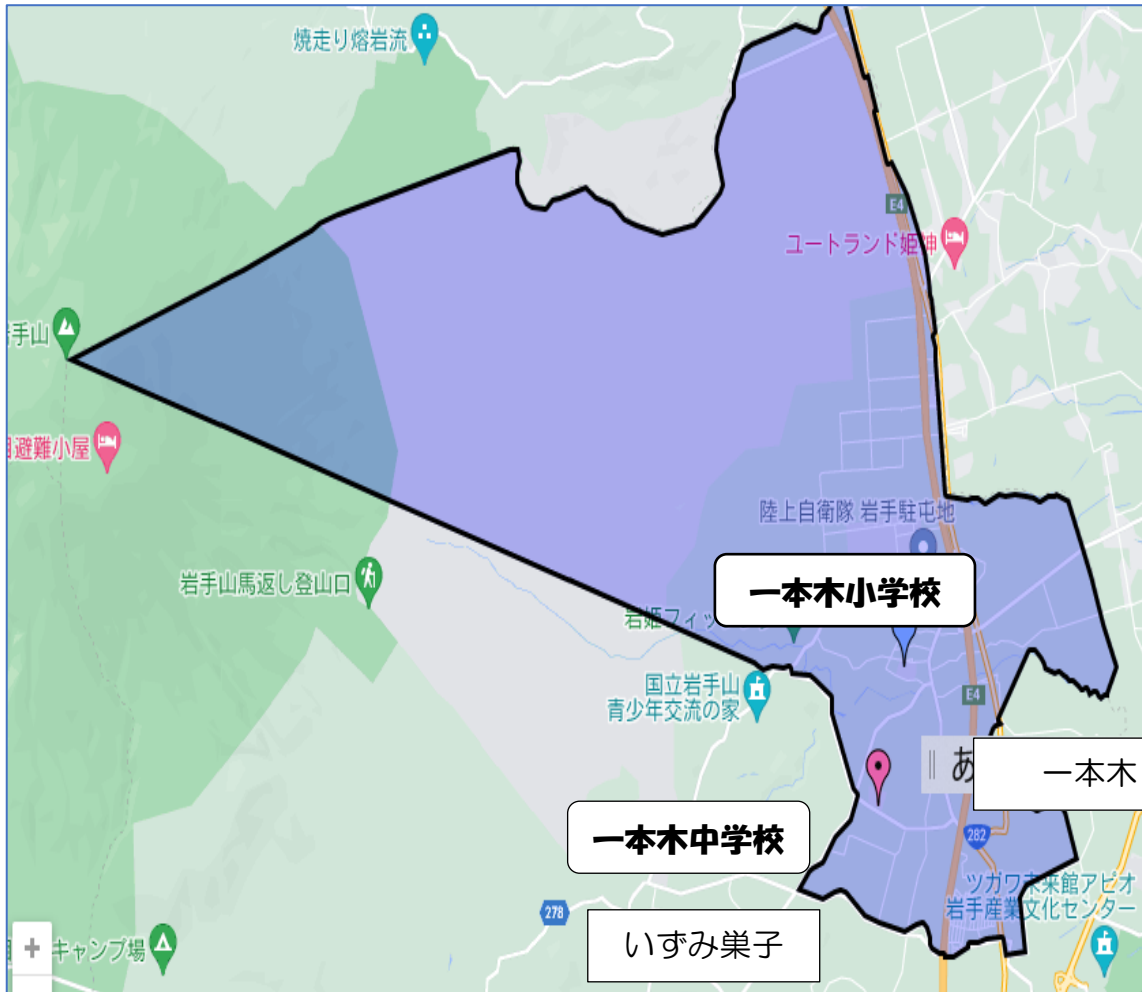 焼走り熔岩流
E4
ユートランド姫神
手山
避難小屋
陸上自衛隊 岩手駐屯地
岩手山馬返し登山口
一本木小学校
岩姫フィッ
国立岩手山
青少年交流の家
E4
あ
一本木
一本木中学校
282
ツガワ未来館アピオ
岩手産業文化センター
278
いずみ巣子
キャンプ場
+